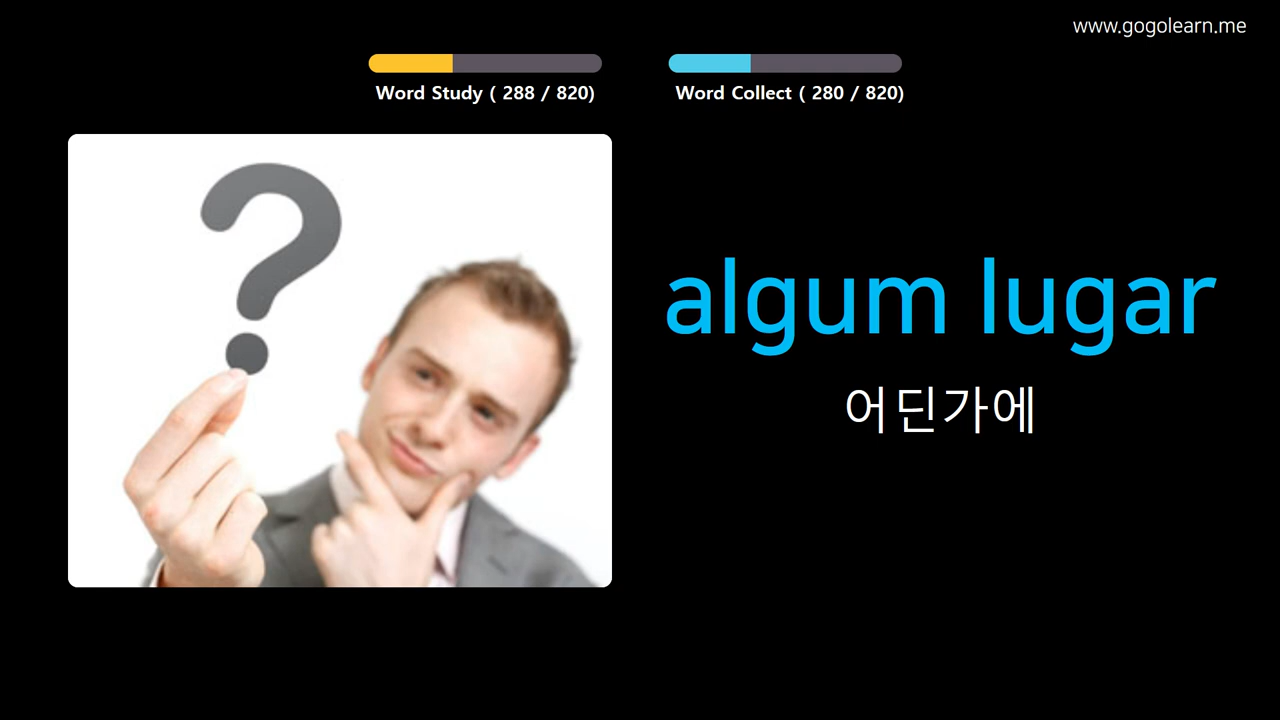 www.gogolearn.me
Word Study ( 288 / 820)
Word Collect ( 280 / 820)
?
algum lugar
어딘가에